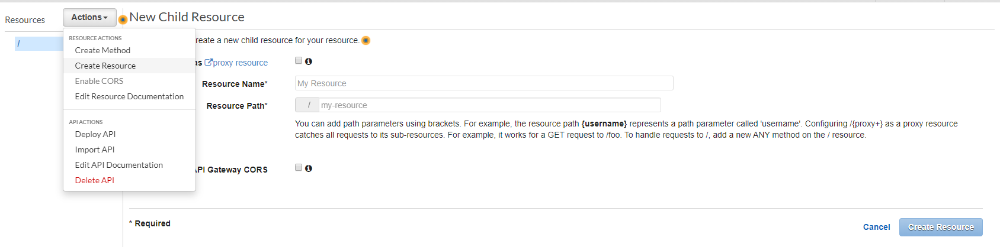 Resources
Actions
/
RESOURCE ACTIONS
Create Method
Create Resource
Enable CORS
Edit Resource Documentation
API ACTIONS
Deploy API
Import API
Edit API Documentation
Delete API
New Child Resource
create a new child resource for your resource.
as proxy resource
Resource Name*
My Resource
Resource Path*
/ my-resource
You can add path parameters using brackets. For example, the resource path {username} represents a path parameter called 'username'. Configuring /{proxy+} as a proxy resource
catches all requests to its sub-resources. For example, it works for a GET request to /foo. To handle requests to /, add a new ANY method on the / resource.
API Gateway CORS
* Required
Cancel
Create Resource